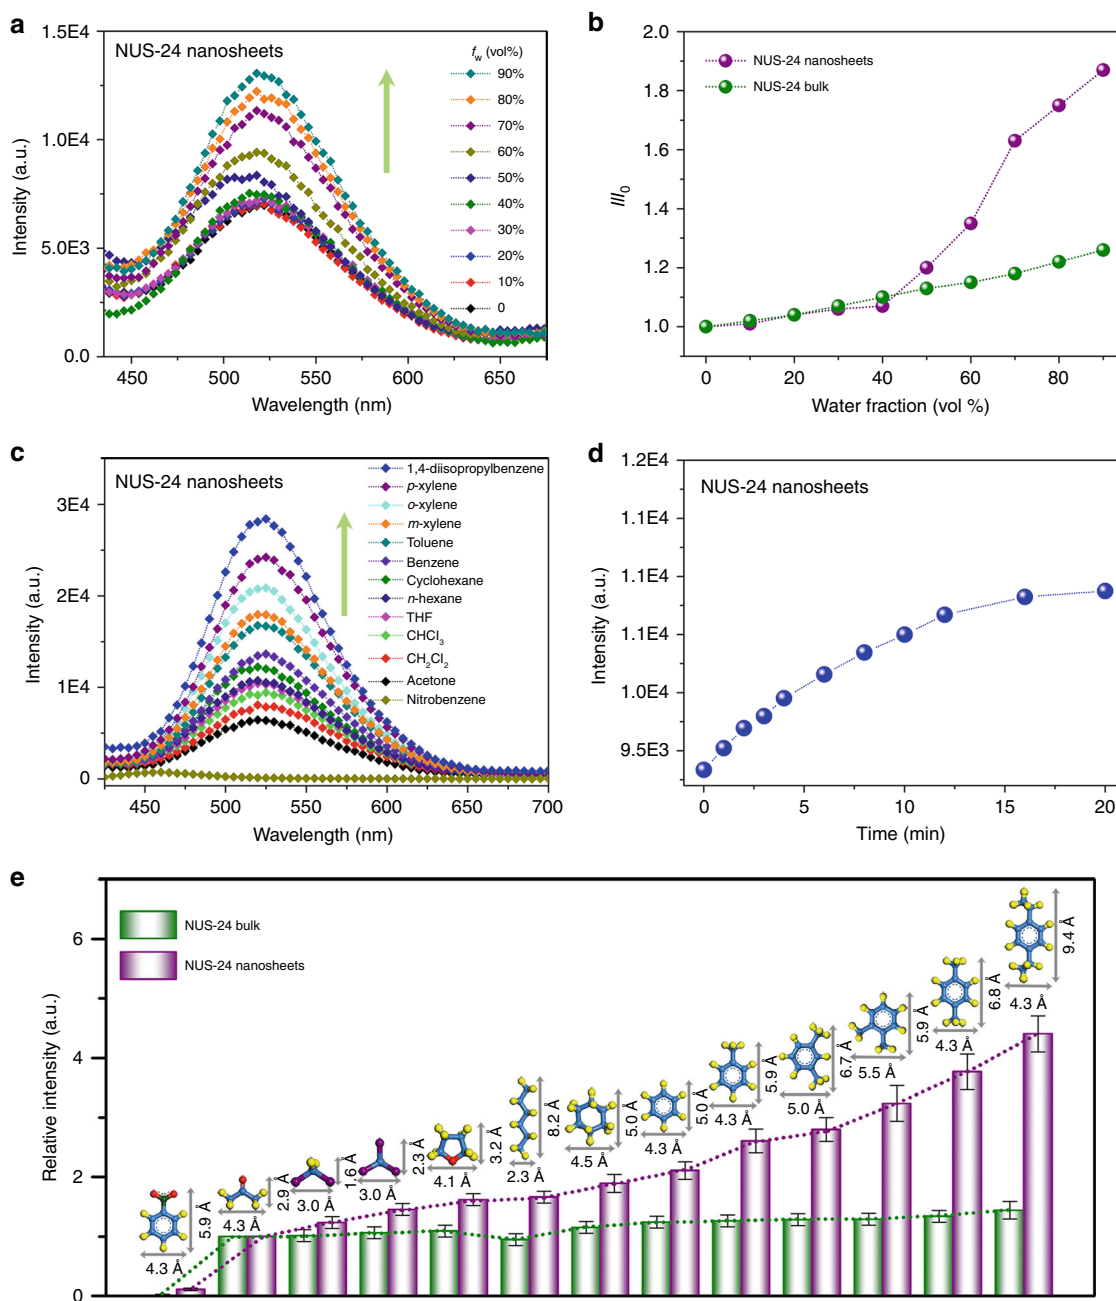 a
NUS-24 nanosheets
fw (vol%)
90%
80%
70%
60%
50%
40%
30%
20%
10%
0
1.5E4
1.0E4
5.0E3
0.0
Intensity (a.u.)
450
500
550
600
650
Wavelength (nm)
b
NUS-24 nanosheets
NUS-24 bulk
2.0
1.8
1.6
1.4
1.2
1.0
I/I0
0
20
40
60
80
Water fraction (vol %)
c
NUS-24 nanosheets
1,4-diisopropylbenzene
p-xylene
o-xylene
m-xylene
Toluene
Benzene
Cyclohexane
n-hexane
THF
CHCl3
CH2Cl2
Acetone
Nitrobenzene
3E4
2E4
1E4
0
Intensity (a.u.)
450
500
550
600
650
700
Wavelength (nm)
d
NUS-24 nanosheets
1.2E4
1.1E4
1.1E4
1.1E4
1.0E4
9.5E3
Intensity (a.u.)
0
5
10
15
20
Time (min)
e
NUS-24 bulk
NUS-24 nanosheets
6
4
2
0
Relative intensity (a.u.)
4.3 Å
5.9 Å
4.3 Å
2.9 Å
3.0 Å
1.6 Å
3.0 Å
2.3 Å
4.1 Å
3.2 Å
2.3 Å
8.2 Å
4.5 Å
5.0 Å
4.3 Å
5.0 Å
4.3 Å
5.9 Å
5.0 Å
6.7 Å
5.5 Å
5.9 Å
4.3 Å
6.8 Å
4.3 Å
9.4 Å